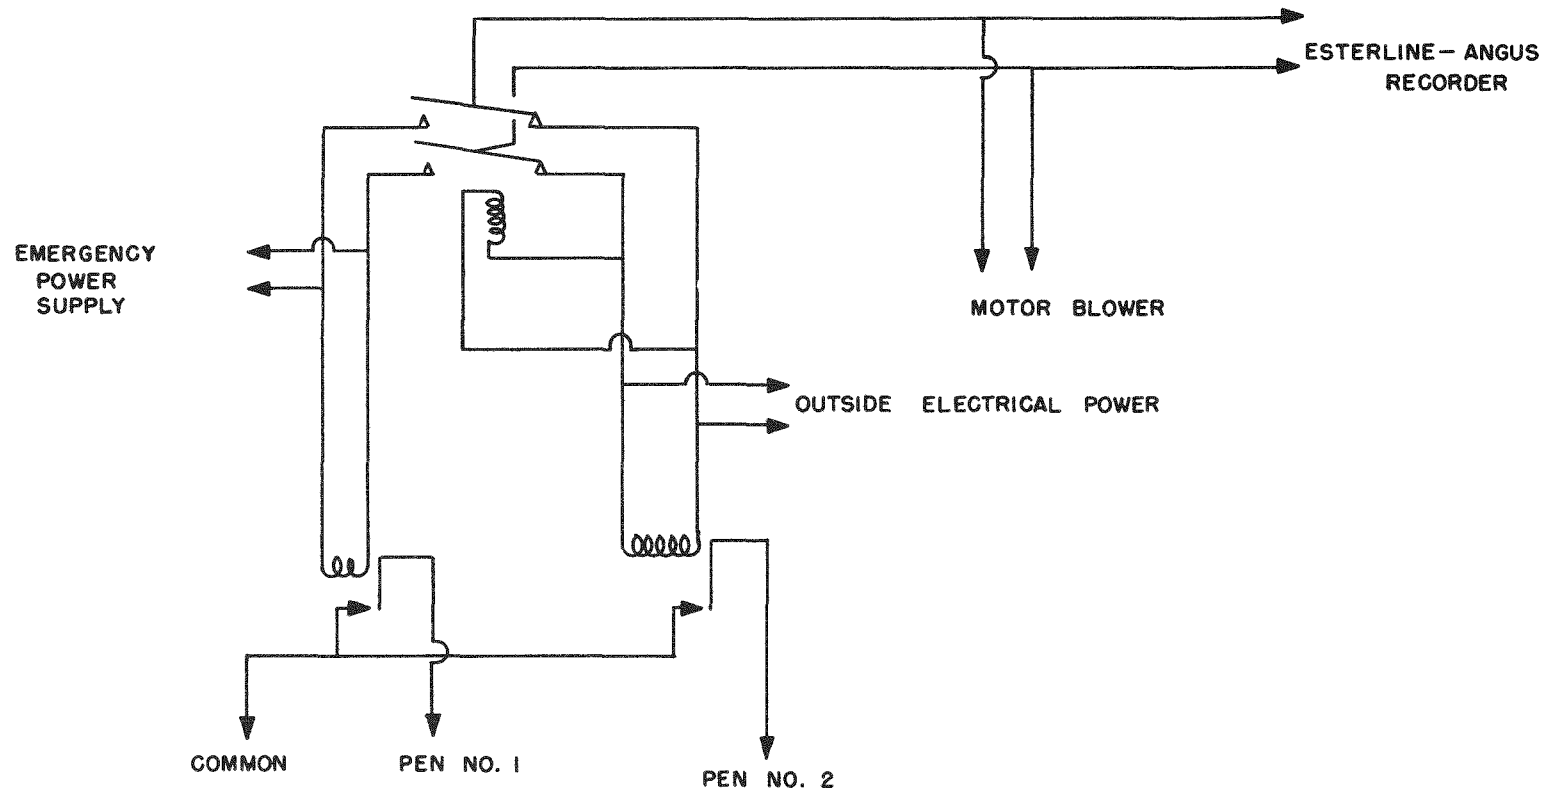 ESTERLINE - ANGUS
RECORDER
EMERGENCY
POWER
SUPPLY
MOTOR BLOWER
OUTSIDE ELECTRICAL POWER
COMMON
PEN NO. 1
PEN NO. 2